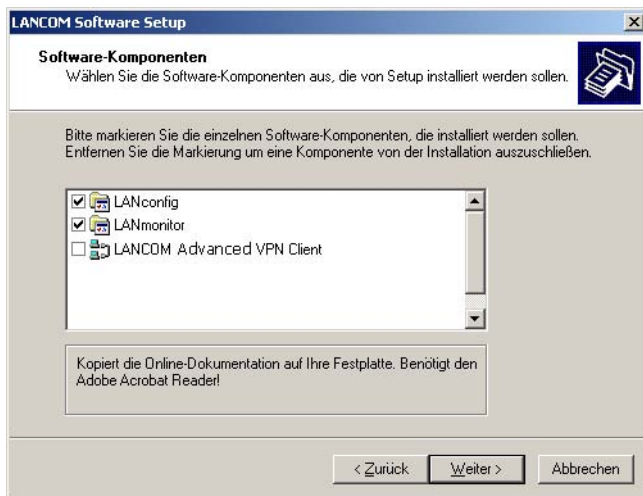 LANCOM Software Setup
Software-Komponenten
Wählen Sie die Software-Komponenten aus, die von Setup installiert werden sollen.
Bitte markieren Sie die einzelnen Software-Komponenten, die installiert werden sollen.
Entfernen Sie die Markierung um eine Komponente von der Installation auszuschließen.
LANconfig
LANmonitor
LANCOM Advanced VPN Client
Kopiert die Online-Dokumentation auf Ihre Festplatte. Benötigt den
Adobe Acrobat Reader!
< Zurück Weiter > Abbrechen